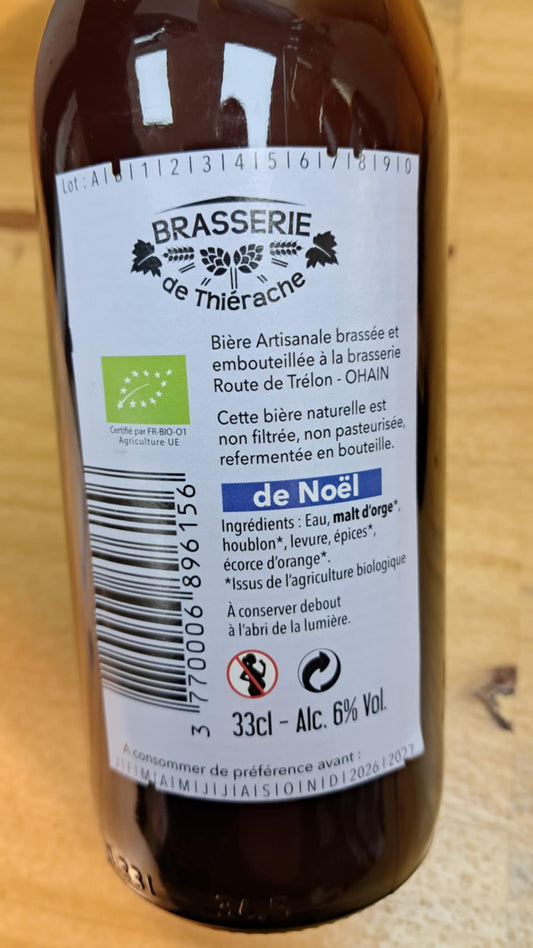 Lot : A|B|1|2|3|4|5|6|7|8|9|0
BRASSERIE
de Thiérache
Bière Artisanale brassée et
embouteillée à la brasserie
Route de Trélon - OHAIN
Certifié par FR-BIO-01
Agriculture UE
Cette bière naturelle est
non filtrée, non pasteurisée,
refermentée en bouteille.
de Noël
Ingrédients : Eau, malt d'orge*,
houblon*, levure, épices*,
écorce d'orange*.
*Issus de l'agriculture biologique
À conserver debout
à l'abri de la lumière.
3 770006 896156
33cl - Alc. 6% Vol.
A consommer de préférence avant :
J|F|M|A|M|J|J|A|S|O|N|D|2026|2027
33l